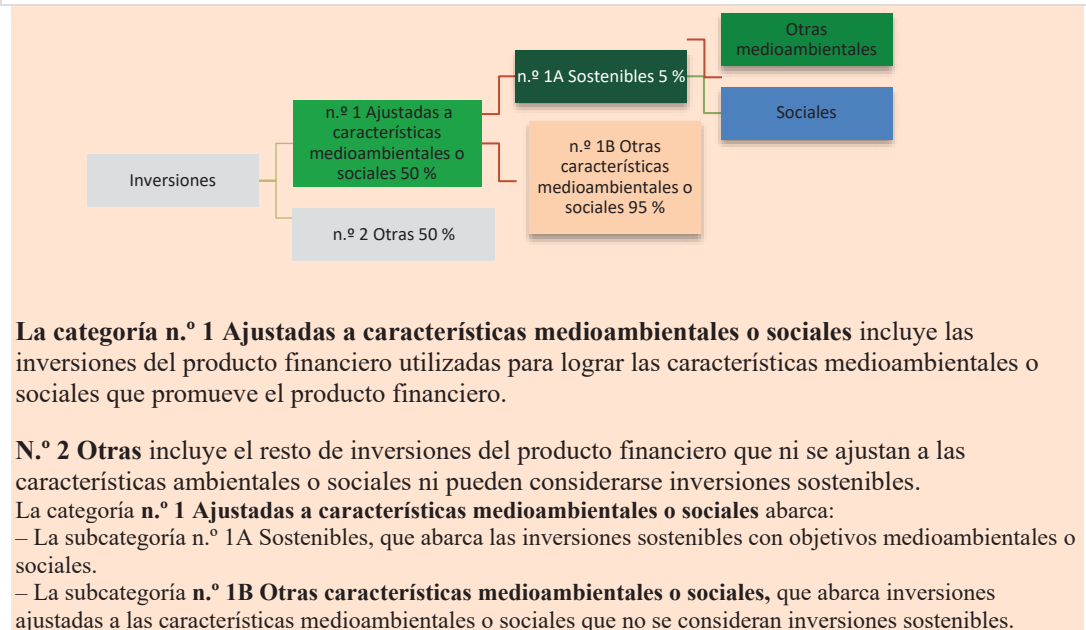 Otras
medioambientales
n.º 1A Sostenibles 5 %
Sociales
n.º 1 Ajustadas a
características
medioambientales o
sociales 50 %
n.º 1B Otras
características
medioambientales o
sociales 95 %
Inversiones
n.º 2 Otras 50 %
La categoría n.º 1 Ajustadas a características medioambientales o sociales incluye las
inversiones del producto financiero utilizadas para lograr las características medioambientales o
sociales que promueve el producto financiero.
N.º 2 Otras incluye el resto de inversiones del producto financiero que ni se ajustan a las
características ambientales o sociales ni pueden considerarse inversiones sostenibles.
La categoría n.º 1 Ajustadas a características medioambientales o sociales abarca:
– La subcategoría n.º 1A Sostenibles, que abarca las inversiones sostenibles con objetivos medioambientales o
sociales.
– La subcategoría n.º 1B Otras características medioambientales o sociales, que abarca inversiones
ajustadas a las características medioambientales o sociales que no se consideran inversiones sostenibles.